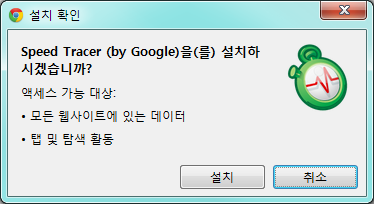 설치 확인
Speed Tracer (by Google)을(를) 설치하
시겠습니까?
액세스 가능 대상:
• 모든 웹사이트에 있는 데이터
• 탭 및 탐색 활동
설치
취소